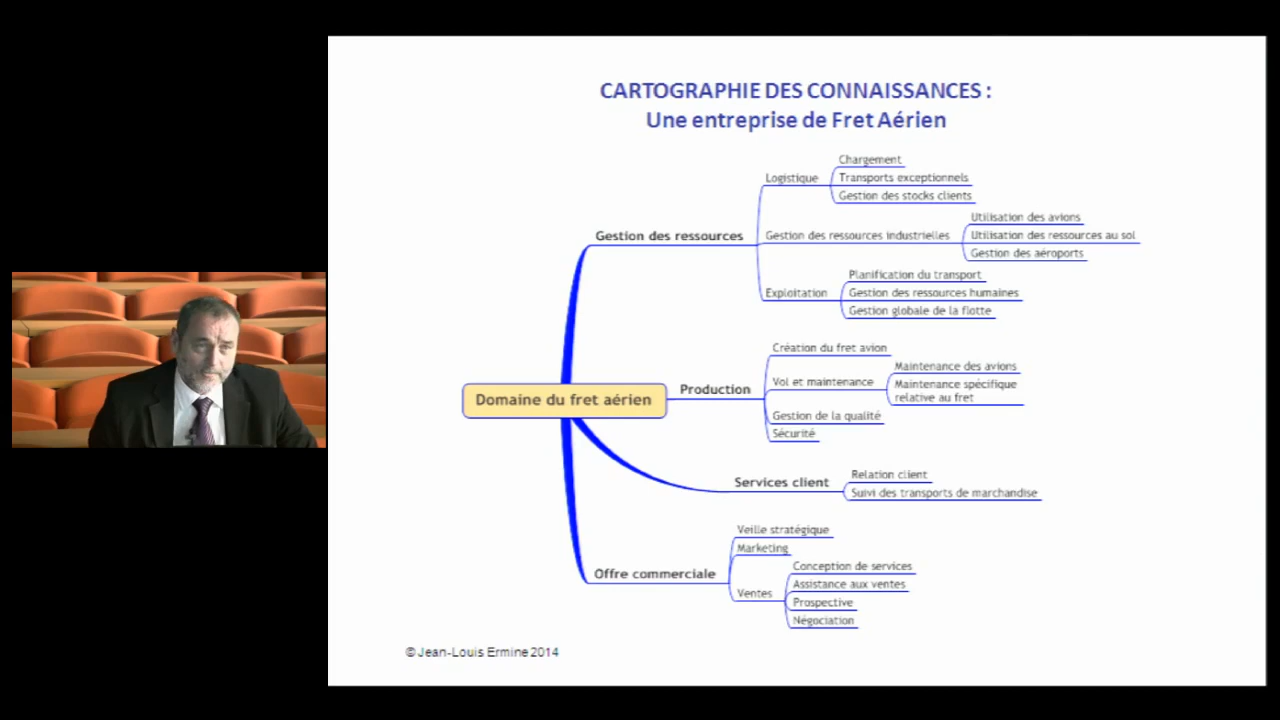 CARTOGRAPHIE DES CONNAISSANCES :
Une entreprise de Fret Aérien
Domaine du fret aérien
Gestion des ressources
Logistique
Chargement
Transports exceptionnels
Gestion des stocks clients
Gestion des ressources industrielles
Utilisation des avions
Utilisation des ressources au sol
Gestion des aéroports
Exploitation
Planification du transport
Gestion des ressources humaines
Gestion globale de la flotte
Production
Création du fret avion
Vol et maintenance
Maintenance des avions
Maintenance spécifique
relative au fret
Gestion de la qualité
Sécurité
Services client
Relation client
Suivi des transports de marchandise
Offre commerciale
Veille stratégique
Marketing
Ventes
Conception de services
Assistance aux ventes
Prospective
Négociation
© Jean-Louis Ermine 2014